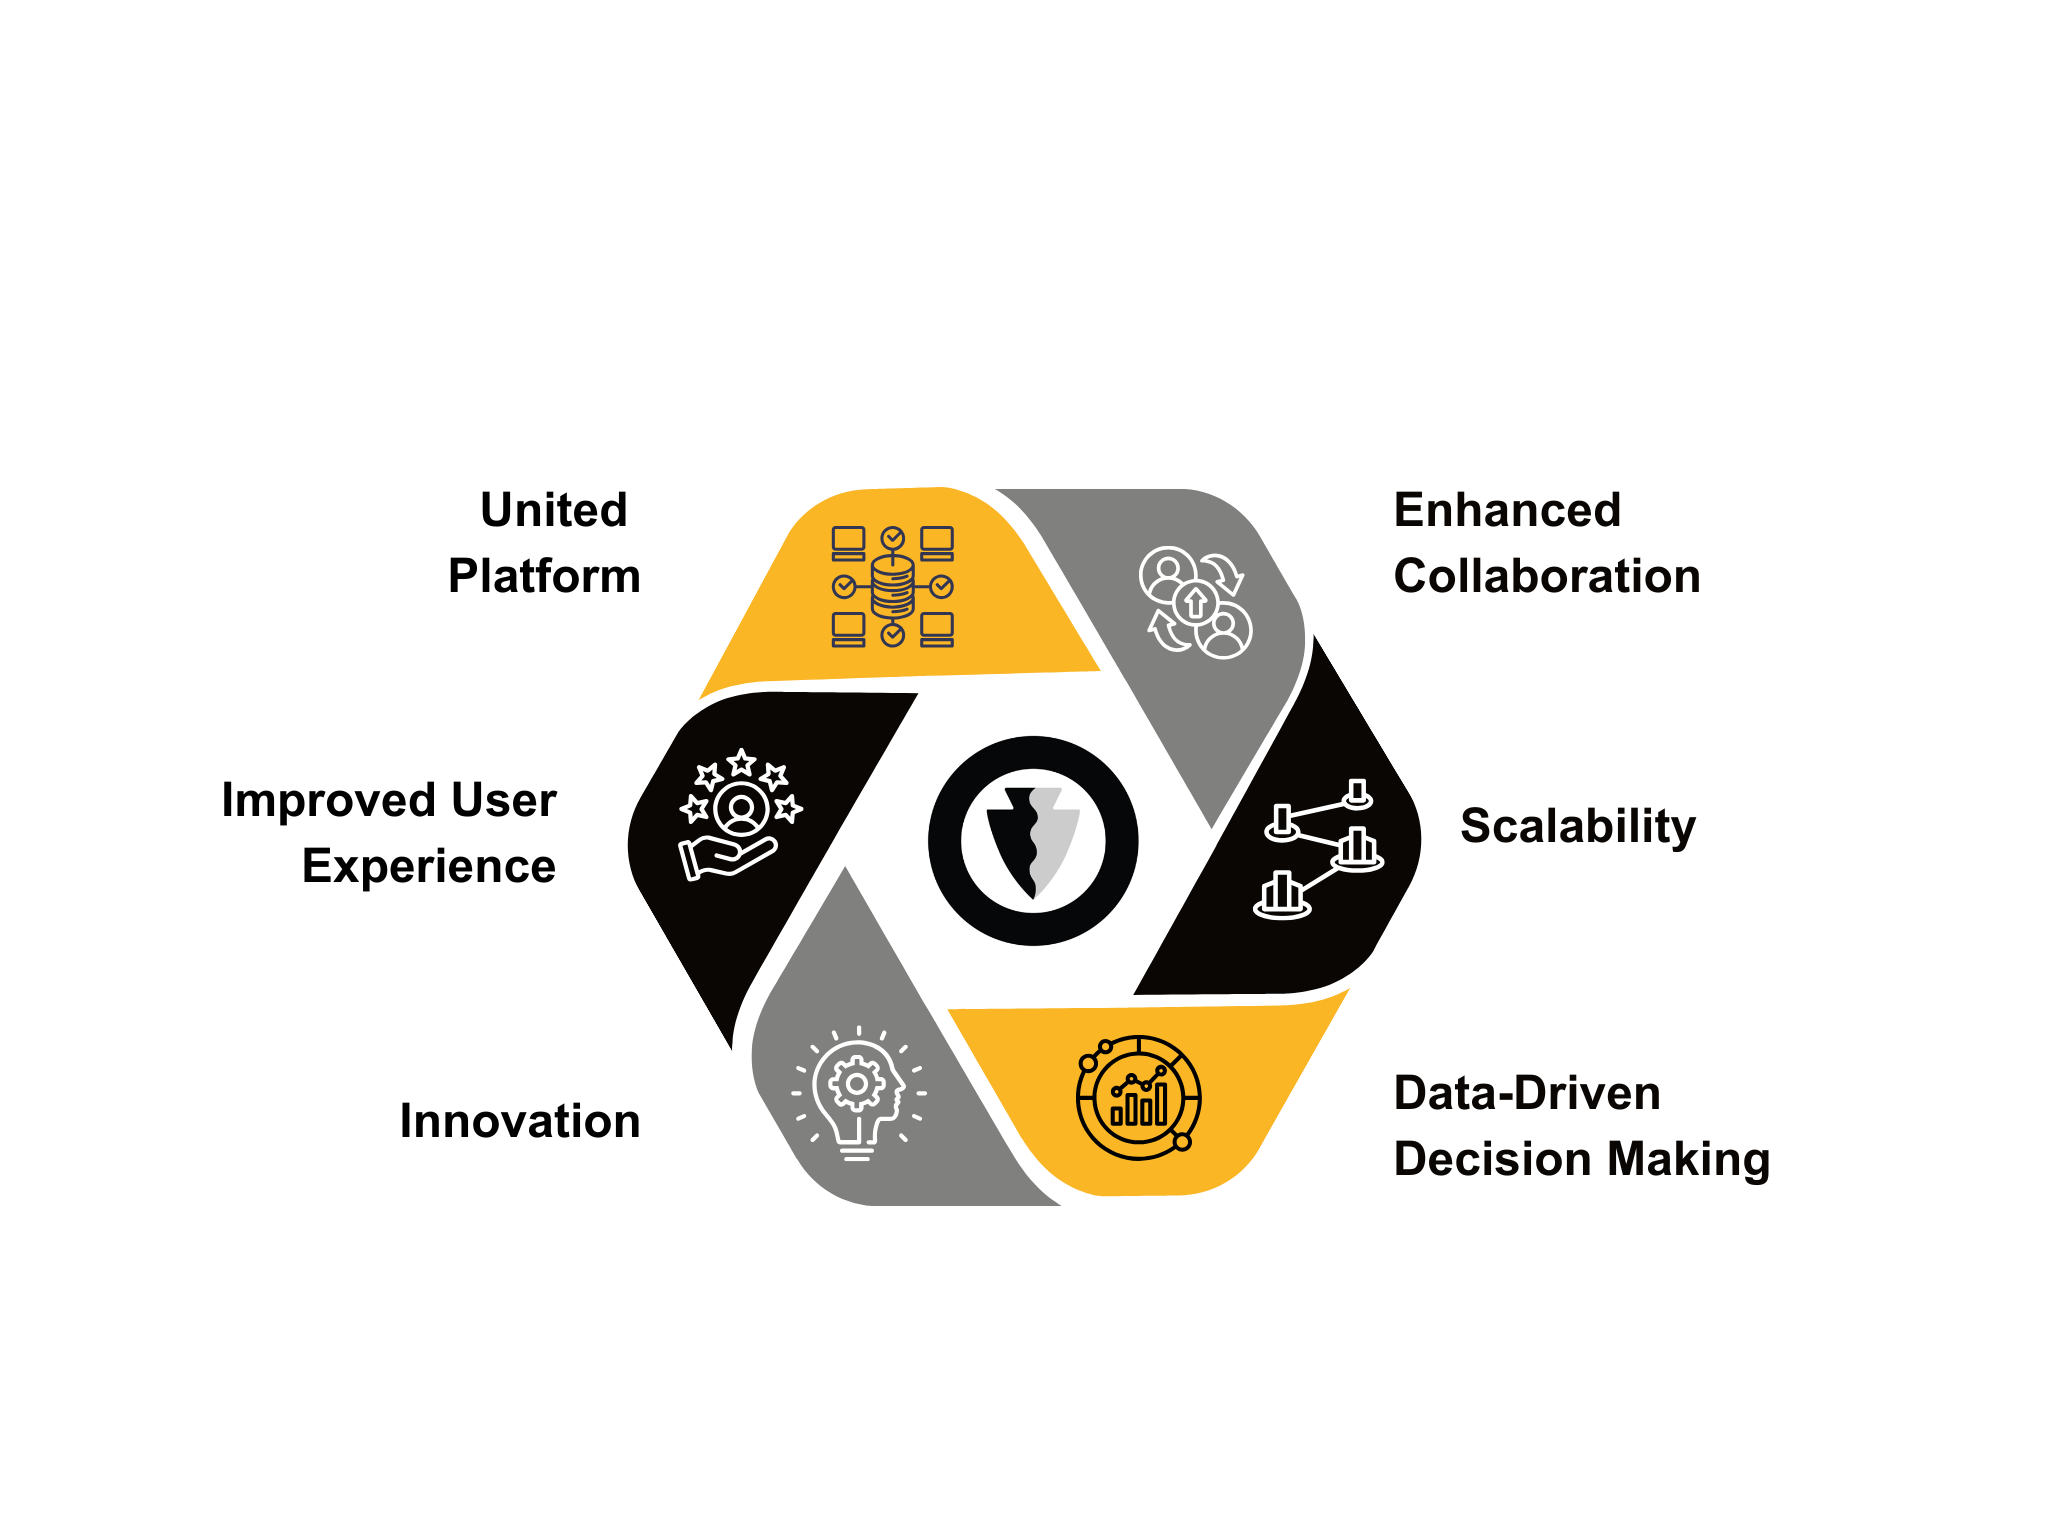 United
Platform
Enhanced
Collaboration
Improved User
Experience
Scalability
Innovation
Data-Driven
Decision Making